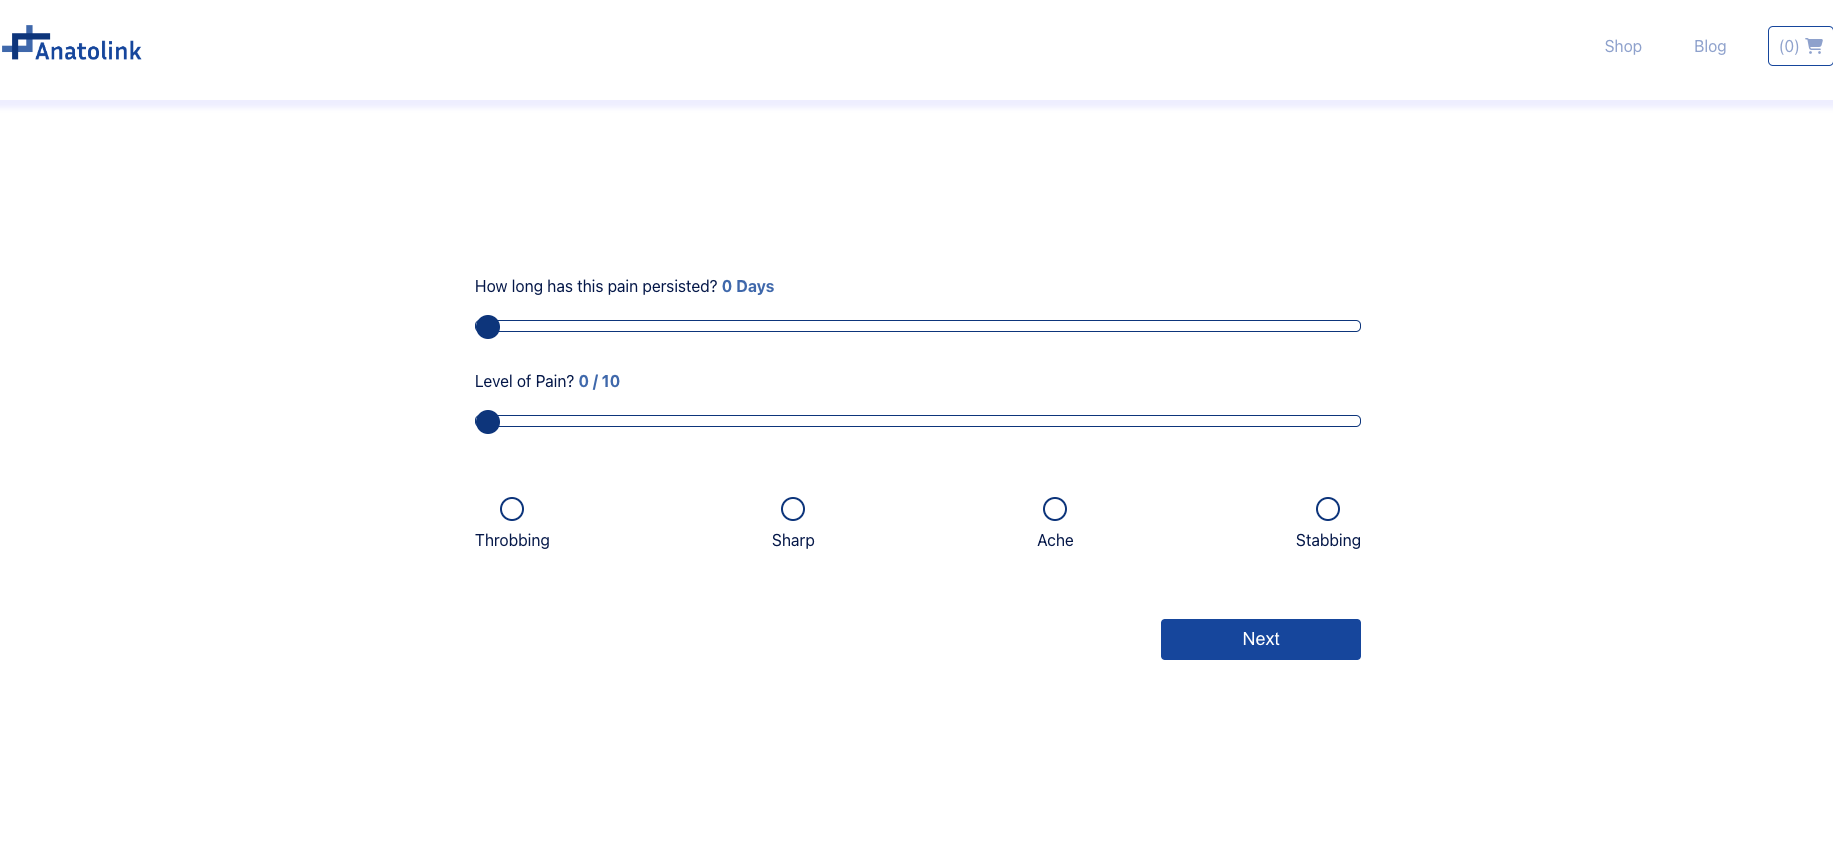 Anatolink
Shop
Blog
(0)
How long has this pain persisted? 0 Days
Level of Pain? 0 / 10
Throbbing
Sharp
Ache
Stabbing
Next